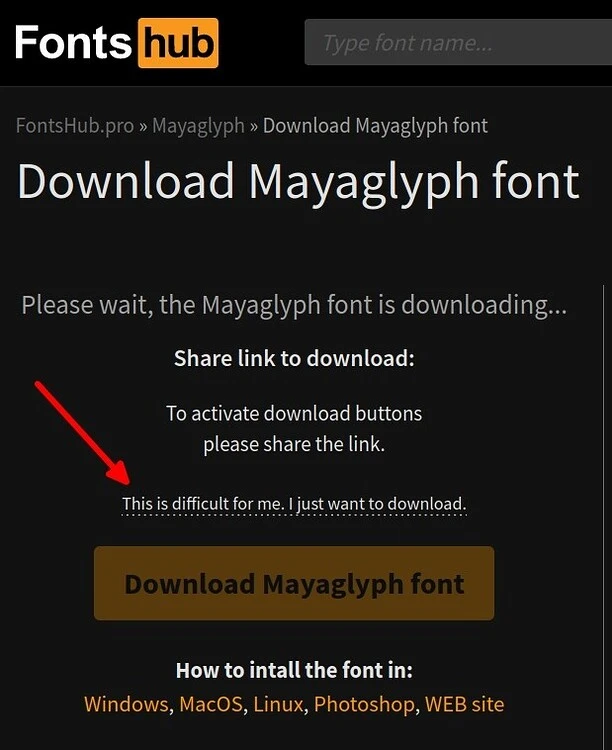 Fonts hub
Type font name...
FontsHub.pro » Mayaglyph » Download Mayaglyph font
Download Mayaglyph font
Please wait, the Mayaglyph font is downloading...
Share link to download:
To activate download buttons
please share the link.
This is difficult for me. I just want to download.
Download Mayaglyph font
How to intall the font in:
Windows, MacOS, Linux, Photoshop, WEB site